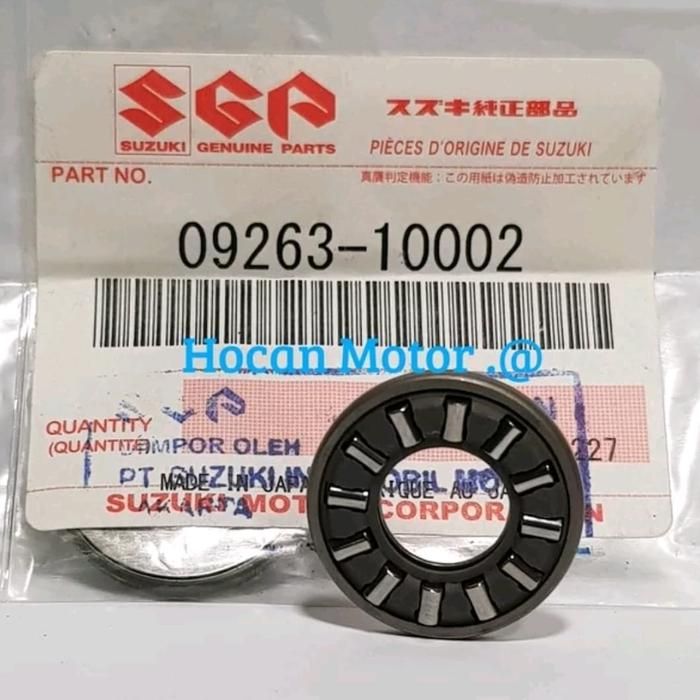 SGP
スズキ純正部品
SUZUKI GENUINE PARTS
PIÈCES D'ORIGINE DE SUZUKI
PART NO.
真贋判定機能：この用紙は偽造防止加工されています
09263-10002
Hocan Motor .@
QUANTITY
(QUANTITÉ)
227
OLEH
PT. SUZUKI
MADE IN JAPAN
SUZUKI MOTOR CORPORATION